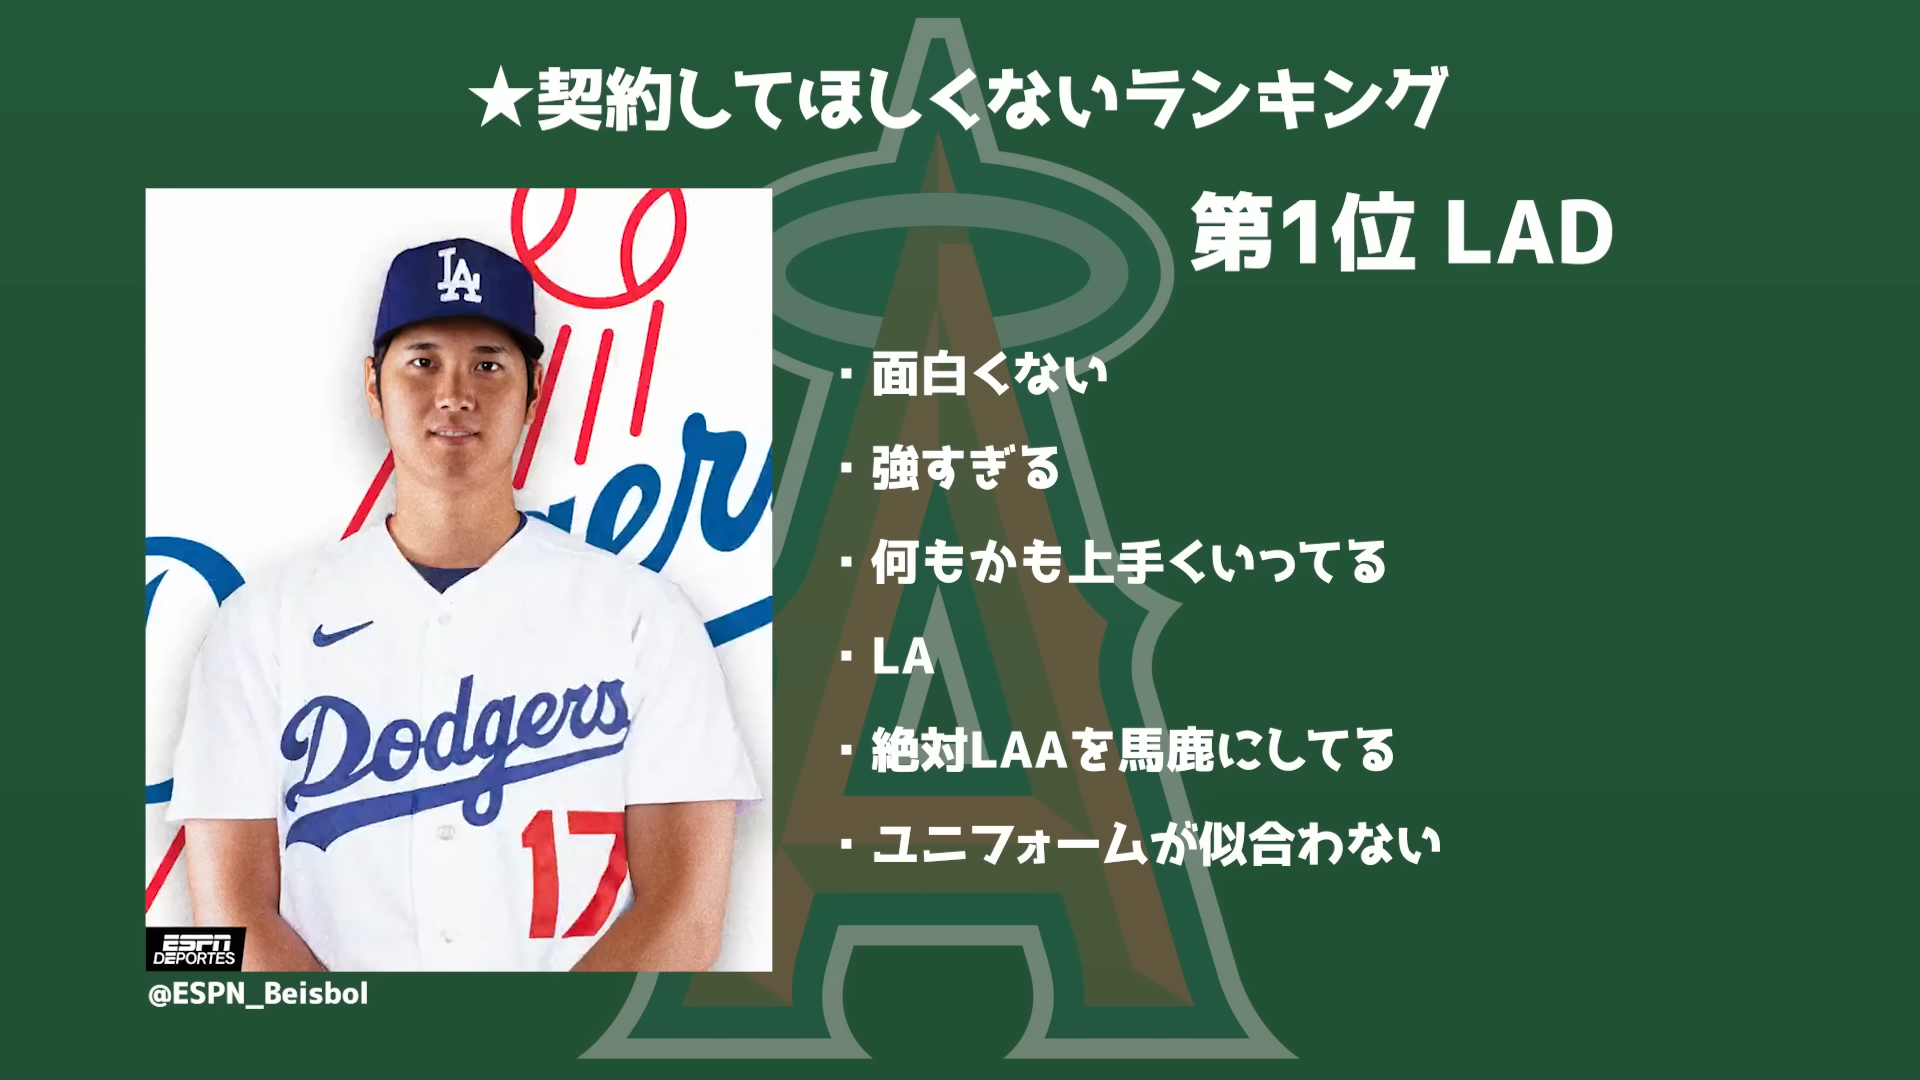 ★契約してほしくないランキング
第1位 LAD
LA
Dodgers
17
ESPN
DEPORTES
@ESPN_Beisbol
・面白くない
・強すぎる
・何もかも上手くいってる
・LA
・絶対LAAを馬鹿にしてる
・ユニフォームが似合わない